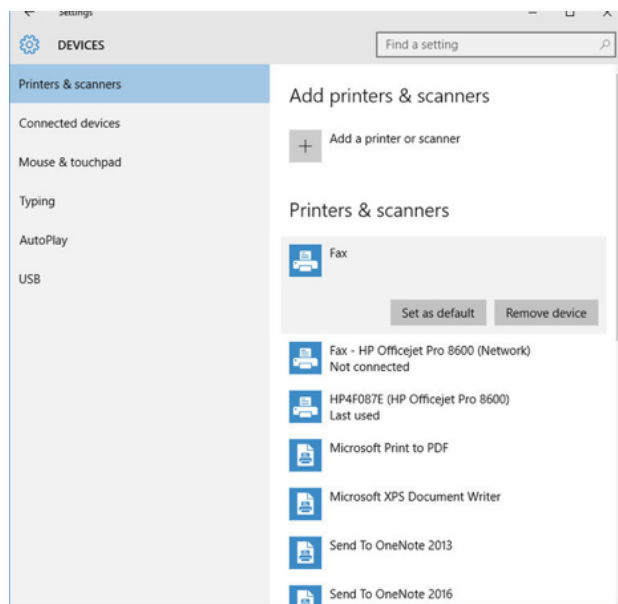 Settings
DEVICES
Find a setting
Printers & scanners
Connected devices
Mouse & touchpad
Typing
AutoPlay
USB
Add printers & scanners
Add a printer or scanner
Printers & scanners
Fax
Set as default
Remove device
Fax - HP Officejet Pro 8600 (Network)
Not connected
HP4F087E (HP Officejet Pro 8600)
Last used
Microsoft Print to PDF
Microsoft XPS Document Writer
Send To OneNote 2013
Send To OneNote 2016